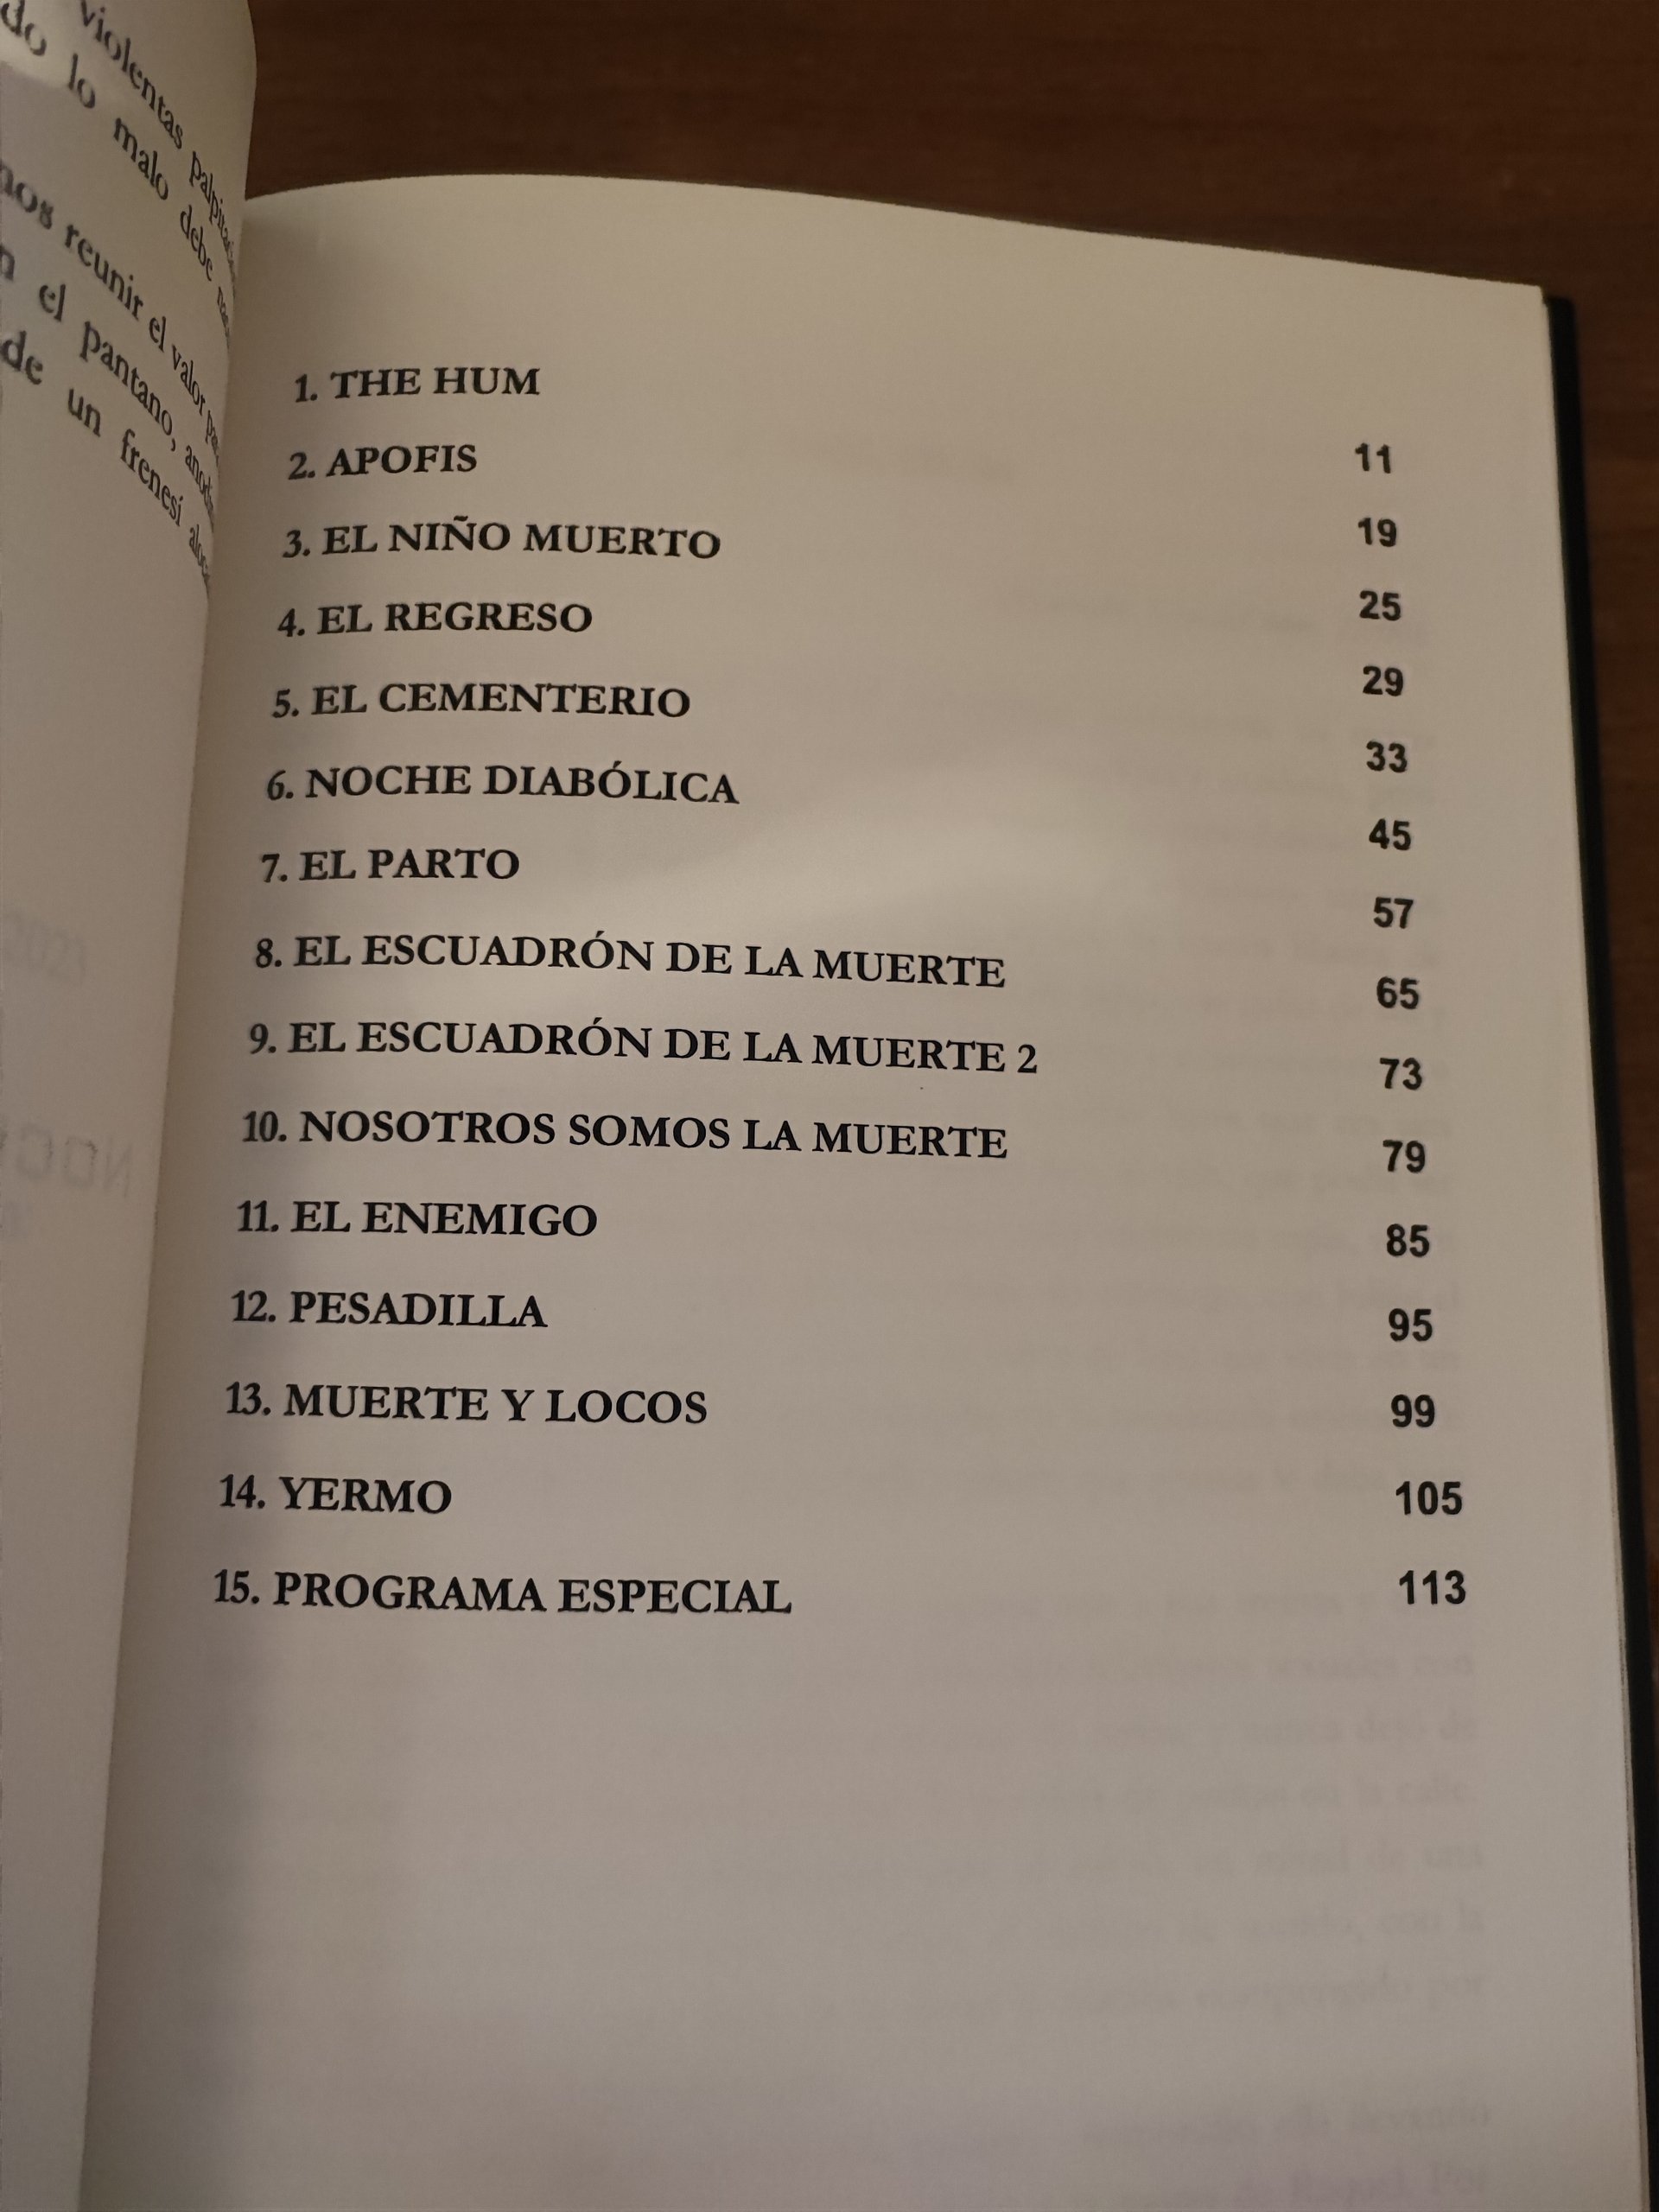 violentas
do lo malo debe
nos reunir el valor
n el pantano,
de un frenesí
1. THE HUM 11
2. APOFIS 19
3. EL NIÑO MUERTO 25
4. EL REGRESO 29
5. EL CEMENTERIO 33
6. NOCHE DIABÓLICA 45
7. EL PARTO 57
8. EL ESCUADRÓN DE LA MUERTE 65
9. EL ESCUADRÓN DE LA MUERTE 2 73
10. NOSOTROS SOMOS LA MUERTE 79
11. EL ENEMIGO 85
12. PESADILLA 95
13. MUERTE Y LOCOS 99
14. YERMO 105
15. PROGRAMA ESPECIAL 113